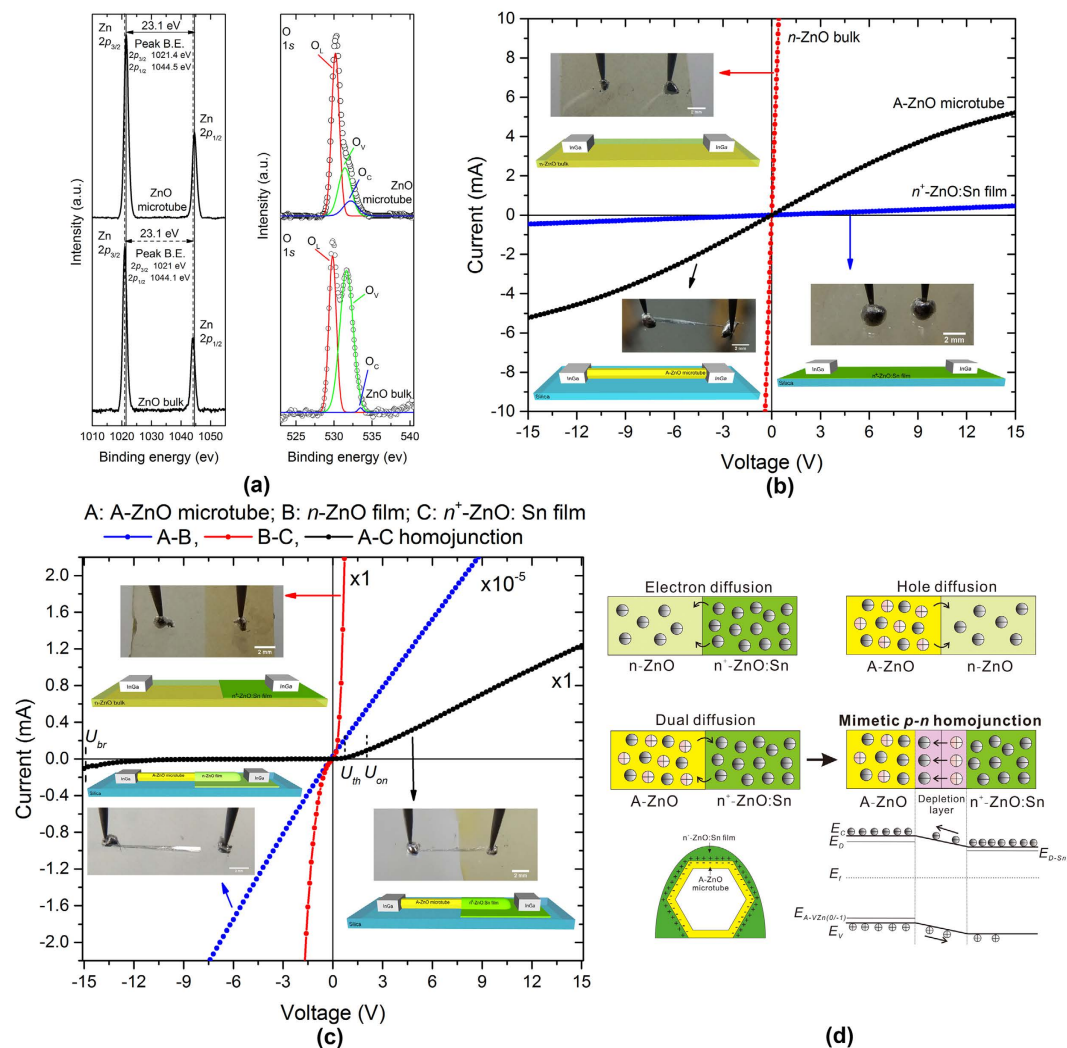 Zn
2p3/2
23.1 eV
Peak B.E.
2p3/2 1021.4 eV
2p1/2 1044.5 eV
Zn
2p1/2
ZnO
microtube
Zn
2p3/2
23.1 eV
Peak B.E.
2p3/2 1021 eV
2p1/2 1044.1 eV
Zn
2p1/2
ZnO bulk
Intensity (a.u.)
1010 1020 1030 1040 1050
Binding energy (ev)
O
1s
OL
OV
OC
ZnO
microtube
O
1s
OL
OV
OC
ZnO bulk
Intensity (a.u.)
525 530 535 540
Binding energy (ev)
(a)
n-ZnO bulk
A-ZnO microtube
n+-ZnO:Sn film
2 mm
InGa
InGa
n-ZnO bulk
2 mm
InGa
A-ZnO microtube
InGa
Silica
2 mm
InGa
InGa
n+-ZnO:Sn film
Silica
Current (mA)
10
8
6
4
2
0
-2
-4
-6
-8
-10
-15 -12 -9 -6 -3 0 3 6 9 12 15
Voltage (V)
(b)
A: A-ZnO microtube; B: n-ZnO film; C: n+-ZnO: Sn film
A-B, B-C, A-C homojunction
x1
x10-5
x1
2 mm
InGa
InGa
n+-ZnO:Sn film
n-ZnO bulk
Ubr
Uth Uon
InGa
A-ZnO microtube
n-ZnO film
InGa
Silica
2 mm
InGa
A-ZnO microtube
n+-ZnO:Sn film
InGa
Silica
Current (mA)
2.0
1.6
1.2
0.8
0.4
0.0
-0.4
-0.8
-1.2
-1.6
-2.0
-15 -12 -9 -6 -3 0 3 6 9 12 15
Voltage (V)
(c)
Electron diffusion
n-ZnO n+-ZnO:Sn
Hole diffusion
A-ZnO n-ZnO
Dual diffusion
A-ZnO n+-ZnO:Sn
Mimetic p-n homojunction
A-ZnO Depletion layer n+-ZnO:Sn
n+-ZnO:Sn film
A-ZnO
microtube
EC
ED
ED-Sn
EI
EA-VZn(0/-1)
EV
(d)